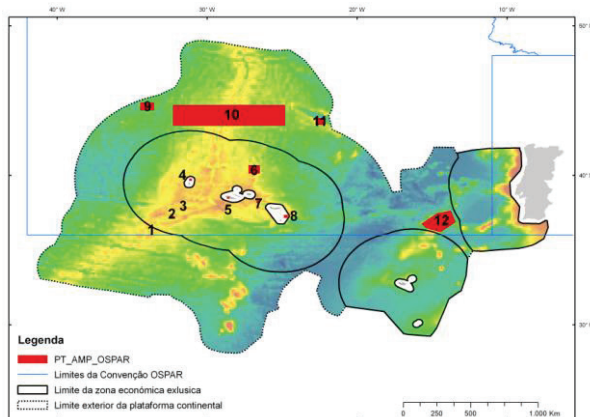 40° W 30° W 20° W 10° W
50° N
9
10
11
4
6
40° N
3
2
5
7
8
1
12
30° N
Legenda
PT_AMP_OSPAR
Limites da Convenção OSPAR
Limite da zona económica exlusica
Limite exterior da plataforma continental
0 250 500 1.000 Km